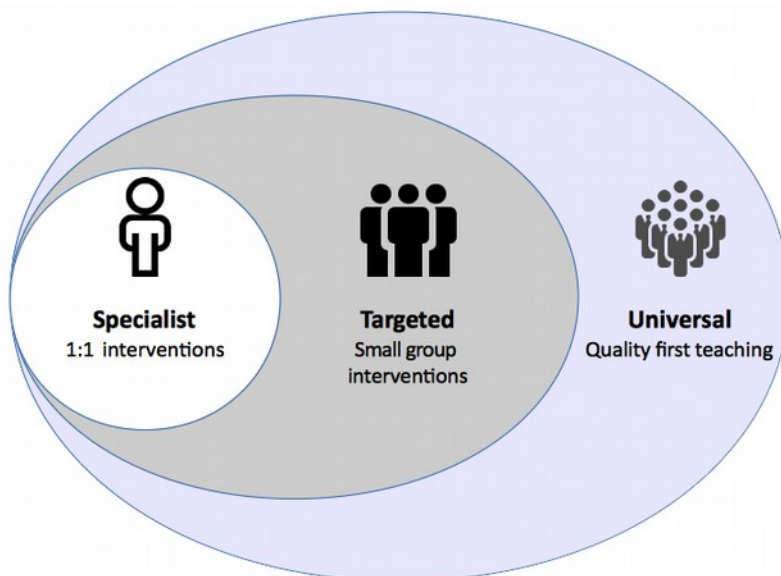 Specialist
1:1 interventions
Targeted
Small group
interventions
Universal
Quality first teaching